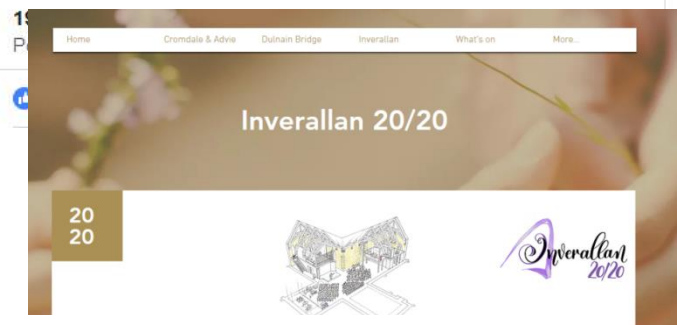 Home Cromdale & Advie Dulnain Bridge Inverallan What's on More...
Inverallan 20/20
20
20
Inverallan
20/20